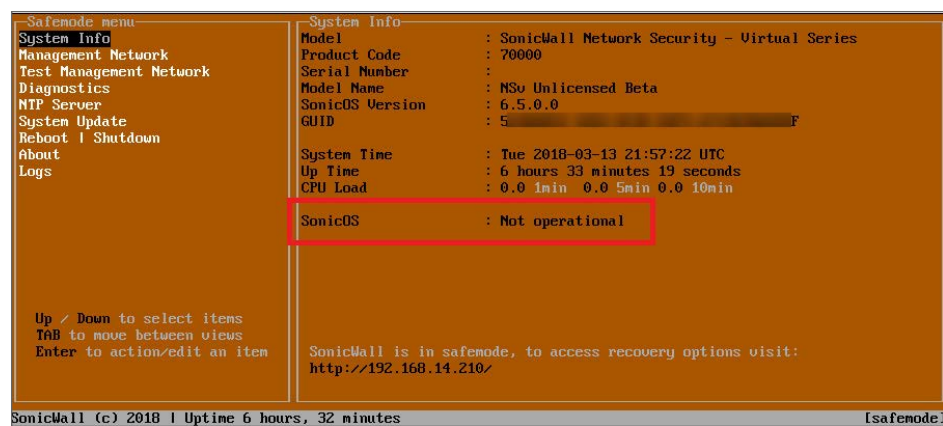 Safemode menu
System Info
Management Network
Test Management Network
Diagnostics
NTP Server
System Update
Reboot | Shutdown
About
Logs
Up / Down to select items
TAB to move between views
Enter to action/edit an item
System Info
Model : SonicWall Network Security - Virtual Series
Product Code : 70000
Serial Number :
Model Name : NSv Unlicensed Beta
SonicOS Version : 6.5.0.0
GUID : 5 F
System Time : Tue 2018-03-13 21:57:22 UTC
Up Time : 6 hours 33 minutes 19 seconds
CPU Load : 0.0 1min 0.0 5min 0.0 10min
SonicOS : Not operational
SonicWall is in safemode, to access recovery options visit:
http://192.168.14.210/
SonicWall (c) 2018 | Uptime 6 hours, 32 minutes [safemode]